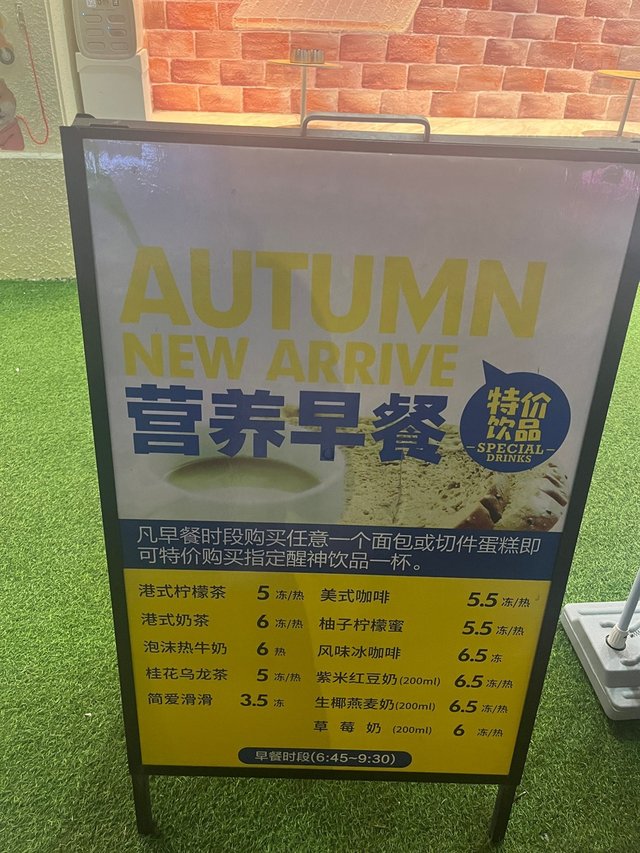 AUTUMN
NEW ARRIVE
营养早餐
特价
饮品
SPECIAL
DRINKS
凡早餐时段购买任意一个面包或切件蛋糕即
可特价购买指定醒神饮品一杯。
港式柠檬茶 5 冻/热
港式奶茶 6 冻/热
泡沫热牛奶 6 热
桂花乌龙茶 5 冻/热
简爱滑滑 3.5 冻
美式咖啡 5.5 冻/热
柚子柠檬蜜 5.5 冻/热
风味冰咖啡 6.5 冻
紫米红豆奶(200ml) 6.5 冻/热
生椰燕麦奶(200ml) 6.5 冻/热
草莓奶 (200ml) 6 冻/热
早餐时段(6:45~9:30)